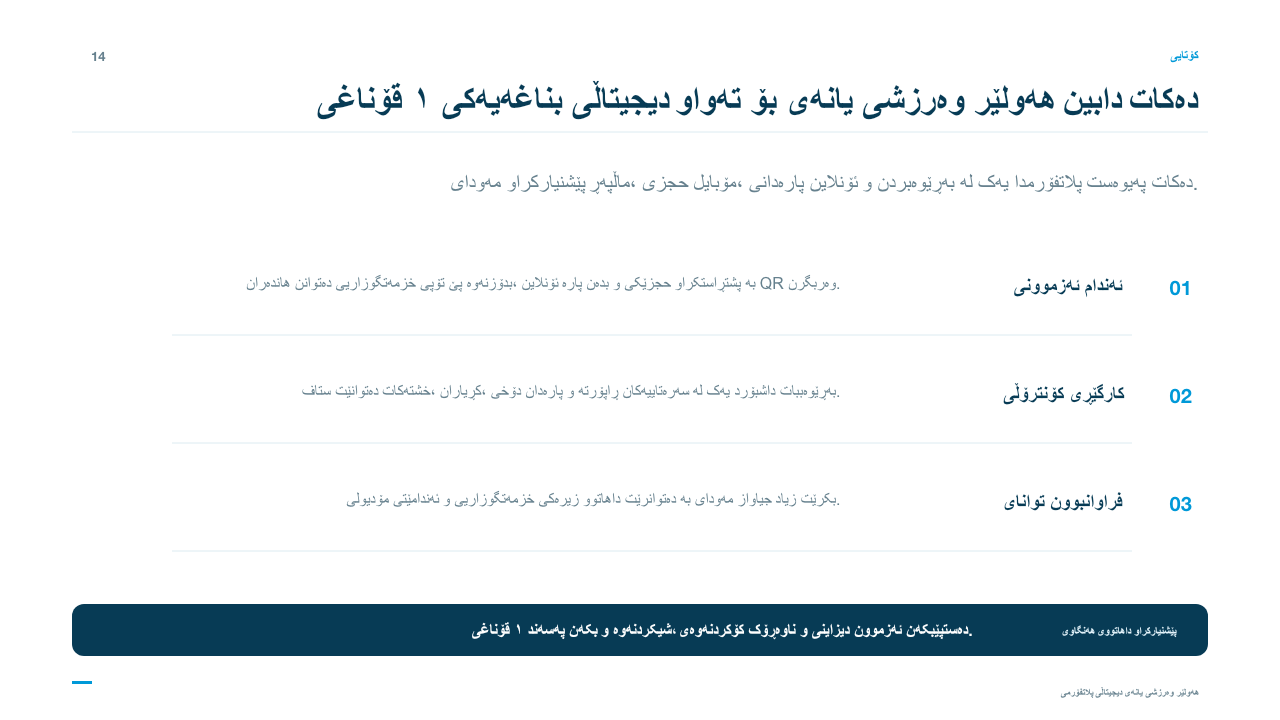 کۆتایی
14
دەکات دابین هەولێر وەرزشی یانەی بۆ تەواو دیجیتاڵی بناغەیەکی ١ قۆناغی
.دەکات پەیوەست پلاتفۆرمدا یەک لە بەڕێوەبردن و ئۆنلاین پارەدانی ،مۆبایل حجزی ،ماڵپەڕ پێشنیارکراو مەودای
01
ئەندام ئەزموونی
.وەربگرن QR بە پشتڕاستکراو حجزێکی و بدەن پارە ئۆنلاین ،بدۆزنەوە پێ تۆپی خزمەتگوزاریی دەتوانن هاندەران
02
کارگێڕی کۆنترۆڵی
.بەڕێوەببات داشبۆرد یەک لە سەرەتاییەکان ڕاپۆرتە و پارەدان دۆخی ،کڕیاران ،خشتەکات دەتوانێت ستاف
03
فراوانبوون توانای
.بکرێت زیاد جیاواز مەودای بە دەتوانرێت داهاتوو زیرەکی خزمەتگوزاریی و ئەندامێتی مۆدیولی
پێشنیارکراو داهاتووی هەنگاوی
.دەستپێبکەن ئەزموون دیزاینی و ناوەڕۆک کۆکردنەوەی ،شیکردنەوە و بکەن پەسەند ١ قۆناغی
هەولێر وەرزشی یانەی دیجیتاڵی پلاتفۆرمی